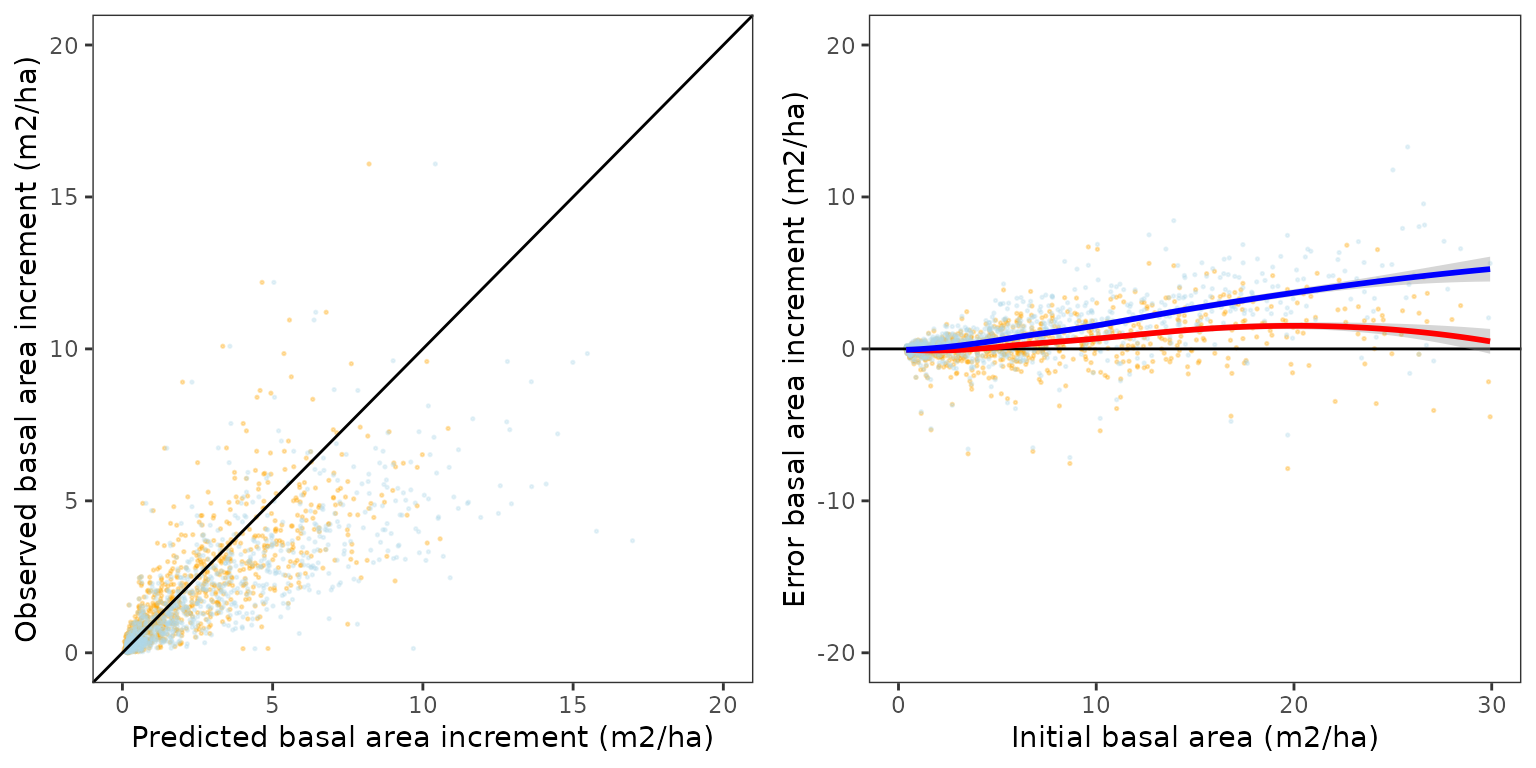 Observed basal area increment (m2/ha)
20
15
10
5
0
0 5 10 15 20
Predicted basal area increment (m2/ha)
Error basal area increment (m2/ha)
20
10
0
-10
-20
0 10 20 30
Initial basal area (m2/ha)